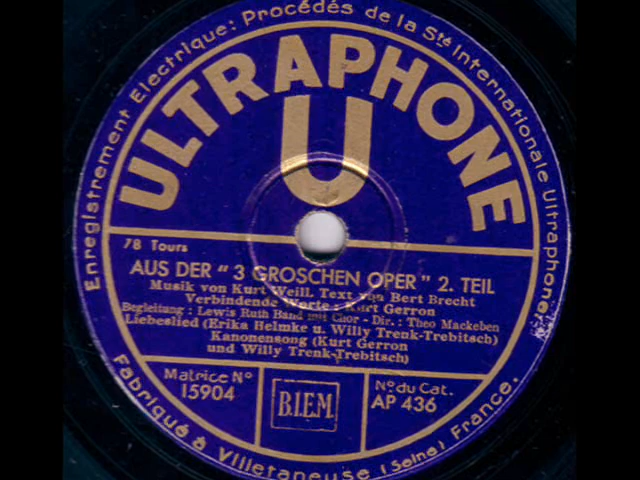 Enregistrement Electrique: Procédés de la Sté Internationale Ultraphone
ULTRAPHONE
U
78 Tours
AUS DER "3 GROSCHEN OPER" 2. TEIL
Musik von Kurt Weill. Text von Bert Brecht
Verbindende Worte: Kurt Gerron
Begleitung: Lewis Ruth Band mit Chor - Dir.: Theo Mackeben
Liebeslied (Erika Helmke u. Willy Trenk-Trebitsch)
Kanonensong (Kurt Gerron
und Willy Trenk-Trebitsch)
Matrice No
15904
B.I.E.M.
No du Cat.
AP 436
Fabriqué à Villetaneuse (Seine) France.